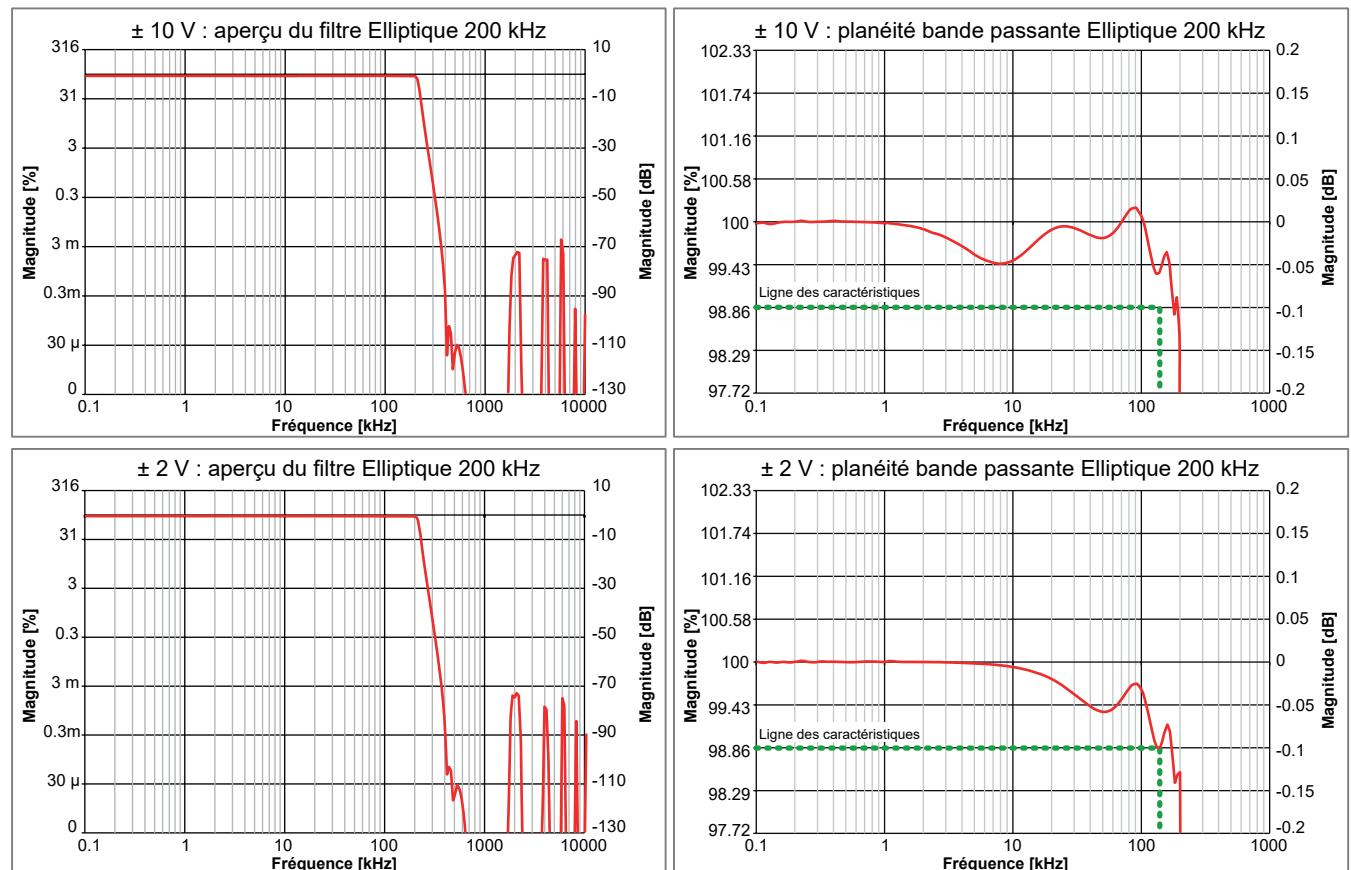 ± 10 V : aperçu du filtre Elliptique 200 kHz
316
31
3
0.3
3 m
0.3m
30 µ
0
10
-10
-30
-50
-70
-90
-110
-130
0.1 1 10 100 1000 10000
Magnitude [%]
Magnitude [dB]
Fréquence [kHz]
± 10 V : planéité bande passante Elliptique 200 kHz
102.33
101.74
101.16
100.58
100
99.43
98.86
98.29
97.72
0.2
0.15
0.1
0.05
0
-0.05
-0.1
-0.15
-0.2
Ligne des caractéristiques
0.1 1 10 100 1000
Magnitude [%]
Magnitude [dB]
Fréquence [kHz]
± 2 V : aperçu du filtre Elliptique 200 kHz
316
31
3
0.3
3 m
0.3m
30 µ
0
10
-10
-30
-50
-70
-90
-110
-130
0.1 1 10 100 1000 10000
Magnitude [%]
Magnitude [dB]
Fréquence [kHz]
± 2 V : planéité bande passante Elliptique 200 kHz
102.33
101.74
101.16
100.58
100
99.43
98.86
98.29
97.72
0.2
0.15
0.1
0.05
0
-0.05
-0.1
-0.15
-0.2
Ligne des caractéristiques
0.1 1 10 100 1000
Magnitude [%]
Magnitude [dB]
Fréquence [kHz]